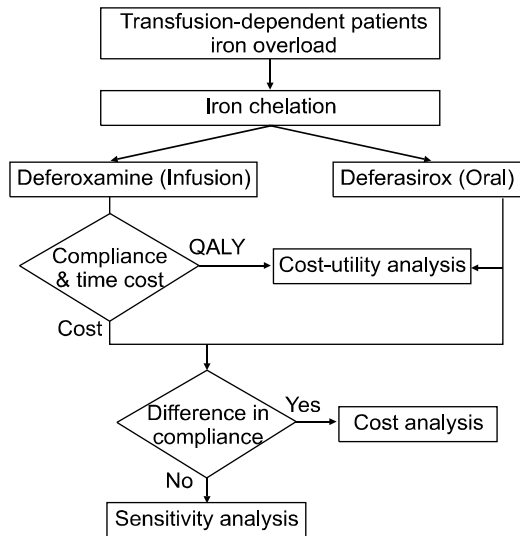 Transfusion-dependent patients
iron overload
Iron chelation
Deferoxamine (Infusion)
Deferasirox (Oral)
Compliance
& time cost
QALY
Cost-utility analysis
Cost
Difference in
compliance
Yes
Cost analysis
No
Sensitivity analysis